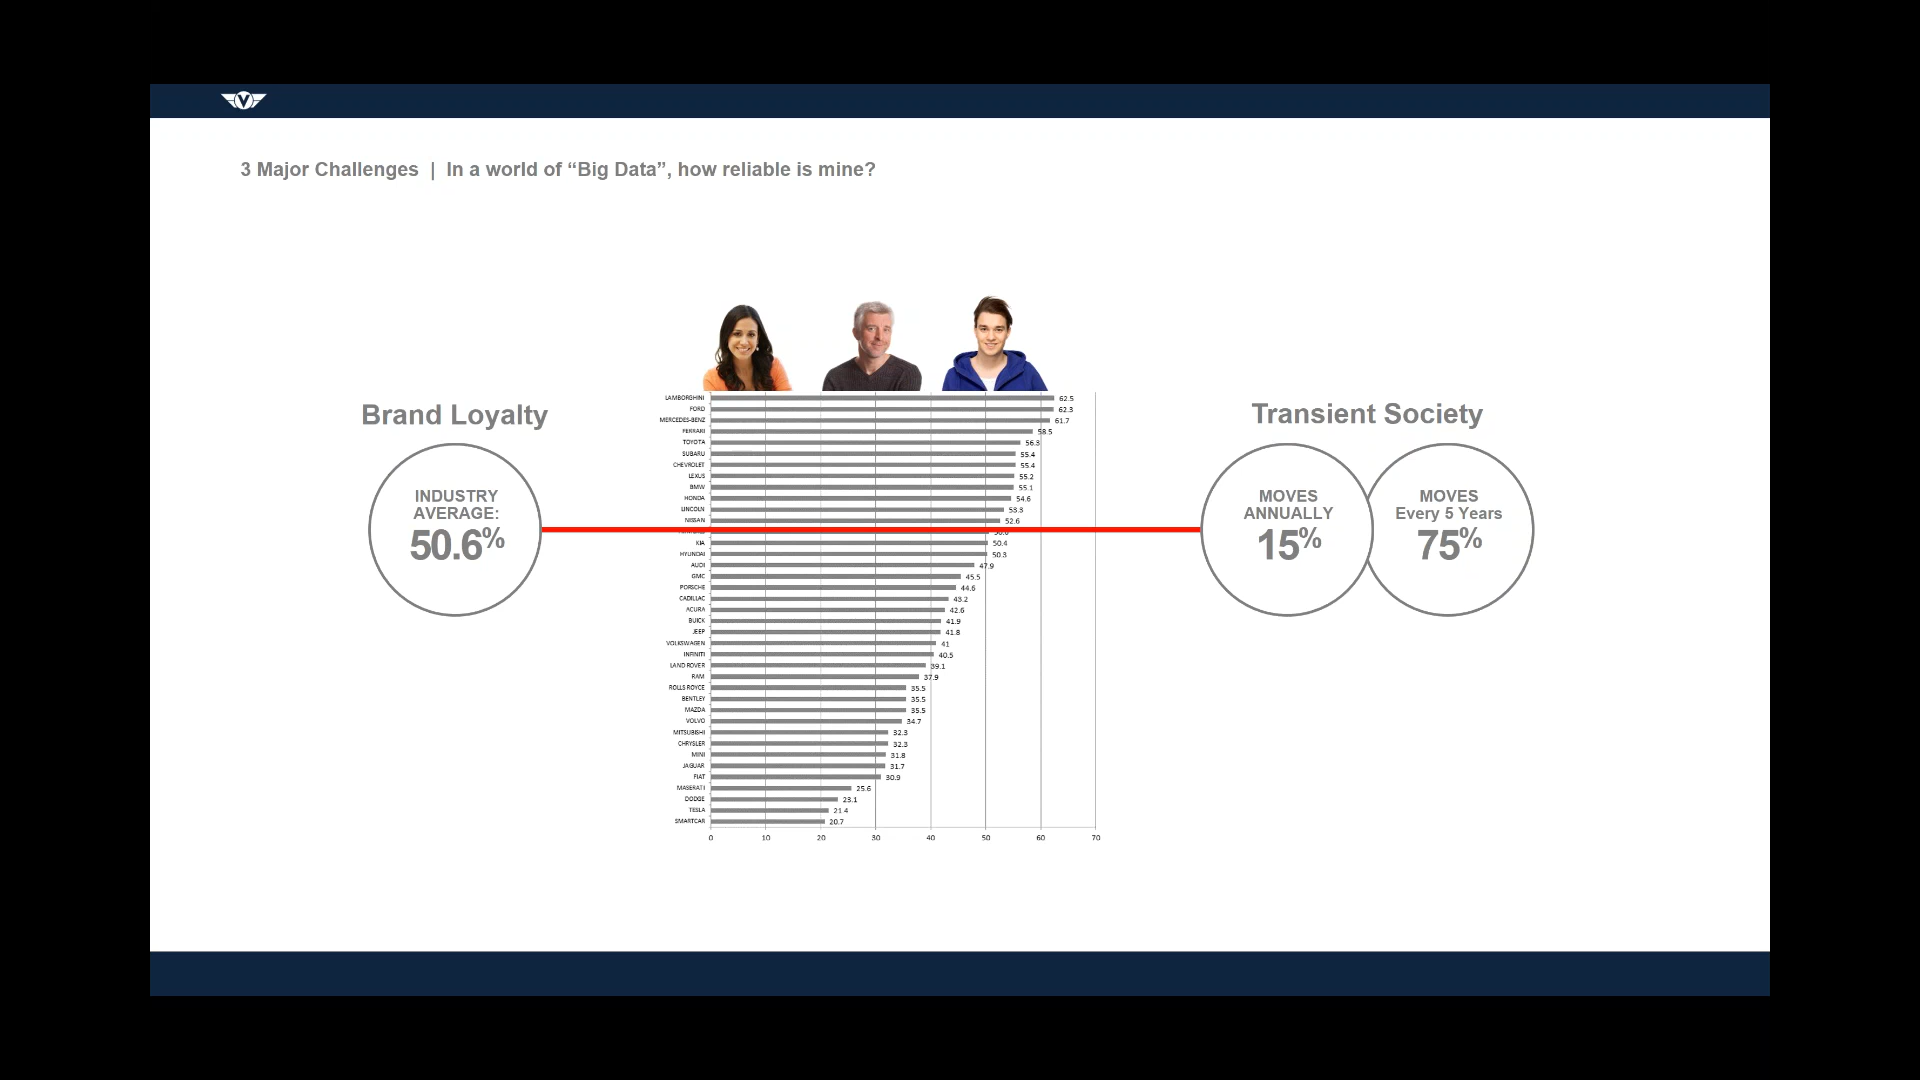 3 Major Challenges | In a world of “Big Data”, how reliable is mine?
Brand Loyalty
INDUSTRY
AVERAGE:
50.6%
LAMBORGHINI 62.5
FORD 62.3
MERCEDES-BENZ 61.7
FERRARI 58.5
TOYOTA 56.3
SUBARU 55.4
CHEVROLET 55.4
LEXUS 55.2
BMW 55.1
HONDA 54.6
LINCOLN 53.3
NISSAN 52.6
KIA 50.4
HYUNDAI 50.3
AUDI 47.9
GMC 45.5
PORSCHE 44.6
CADILLAC 43.2
ACURA 42.6
BUICK 41.9
JEEP 41.8
VOLKSWAGEN 41
INFINITI 40.5
LAND ROVER 39.1
RAM 37.9
ROLLS ROYCE 35.5
BENTLEY 35.5
MAZDA 35.5
VOLVO 34.7
MITSUBISHI 32.3
CHRYSLER 32.3
MINI 31.8
JAGUAR 31.7
FIAT 30.9
MASERATI 25.6
DODGE 23.1
TESLA 21.4
SMARTCAR 20.7
0 10 20 30 40 50 60 70
Transient Society
MOVES
ANNUALLY
15%
MOVES
Every 5 Years
75%